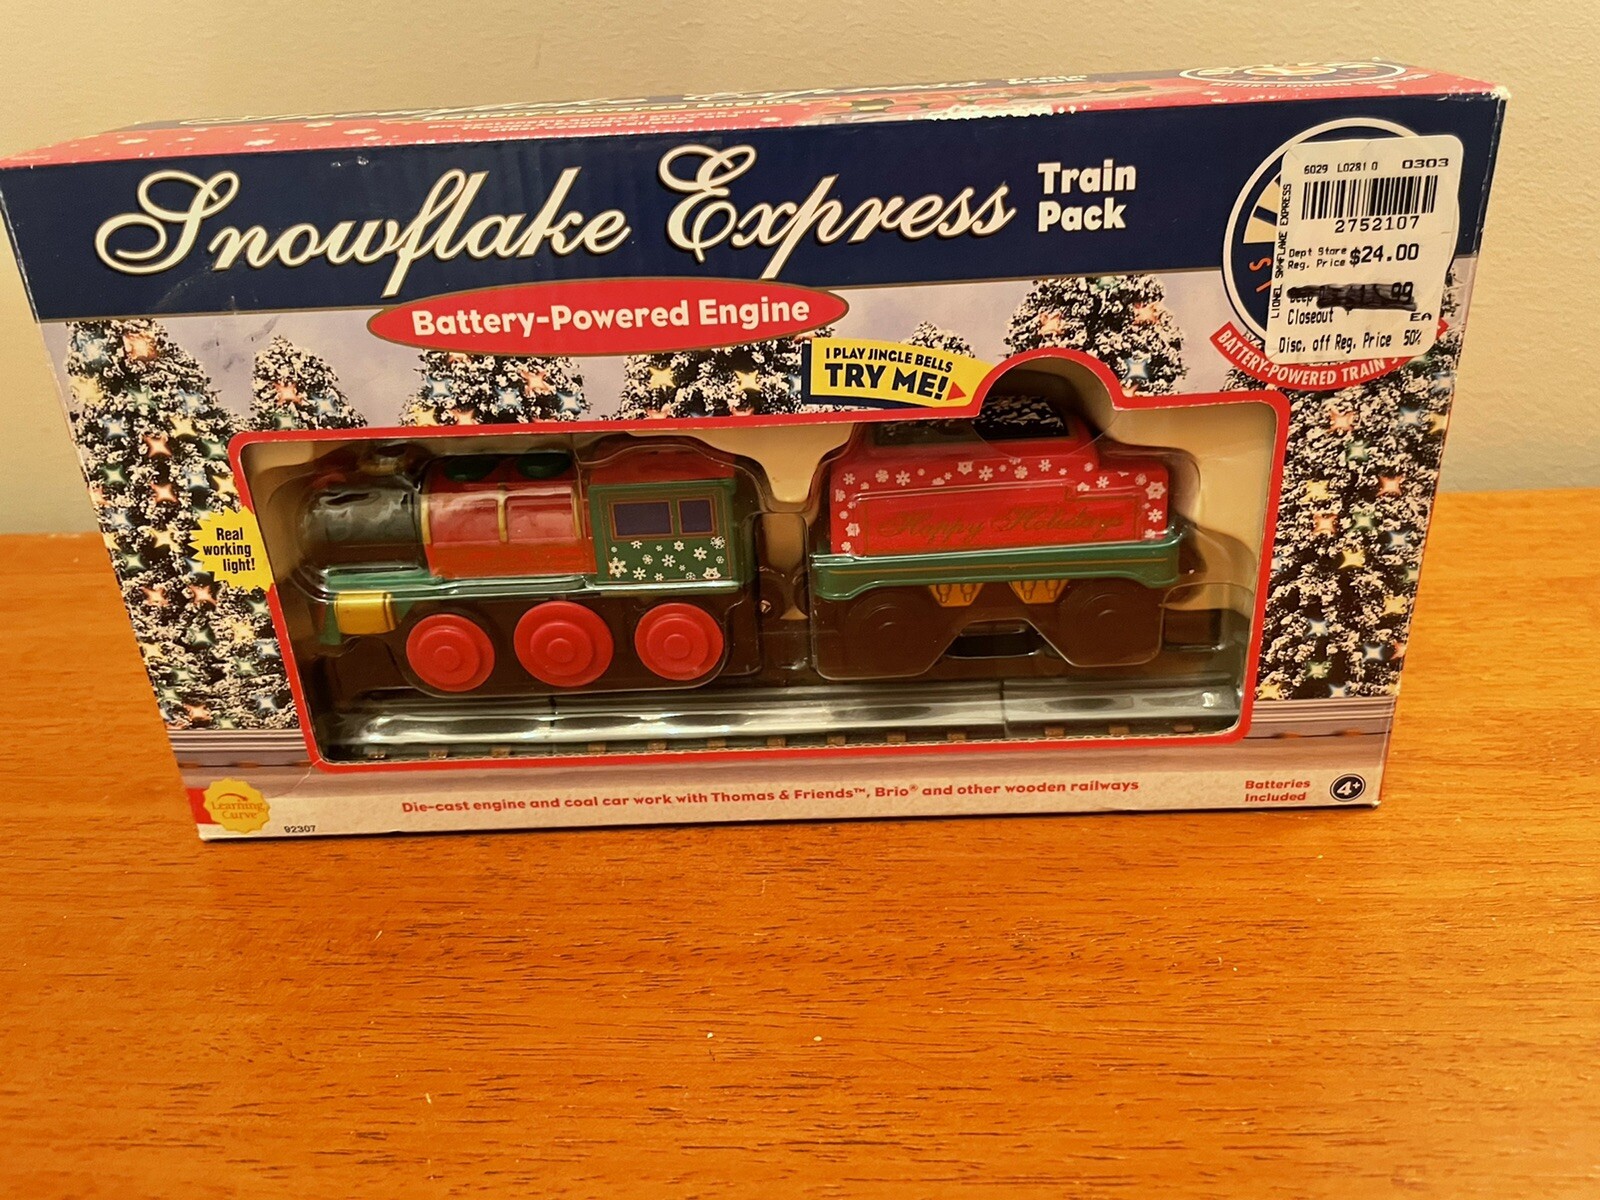 Battery-Powered Engine
Snowflake Express
Train
Pack
6029 L0281 0 0303
2752107
Dept Store
Reg. Price $24.00
Closeout EA
Disc. off Reg. Price 50%
BATTERY-POWERED TRAIN
Battery-Powered Engine
I PLAY JINGLE BELLS
TRY ME!
Real
working
light!
Happy Holidays
Learning
Curve
92307
Die-cast engine and coal car work with Thomas & Friends™, Brio® and other wooden railways
Batteries
Included
4+